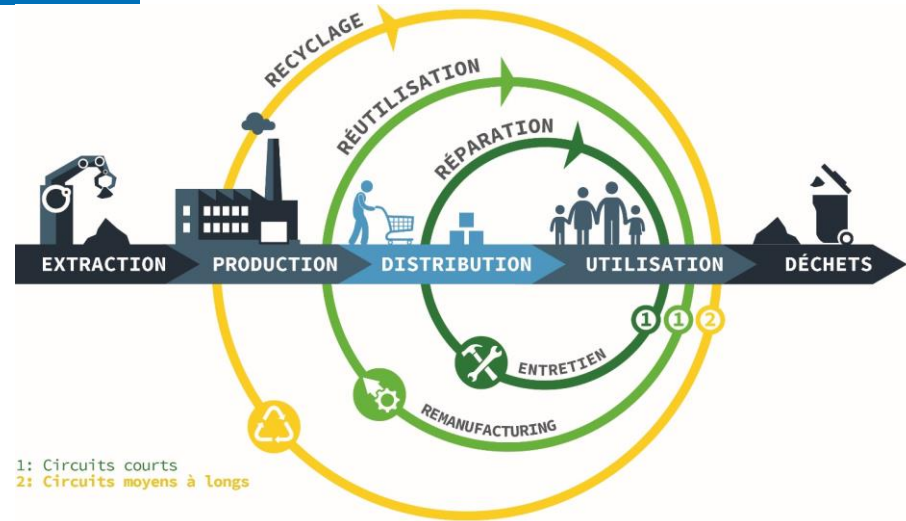 RECYCLAGE
RÉUTILISATION
RÉPARATION
EXTRACTION
PRODUCTION
DISTRIBUTION
UTILISATION
DÉCHETS
1
1
2
ENTRETIEN
REMANUFACTURING
1: Circuits courts
2: Circuits moyens à longs